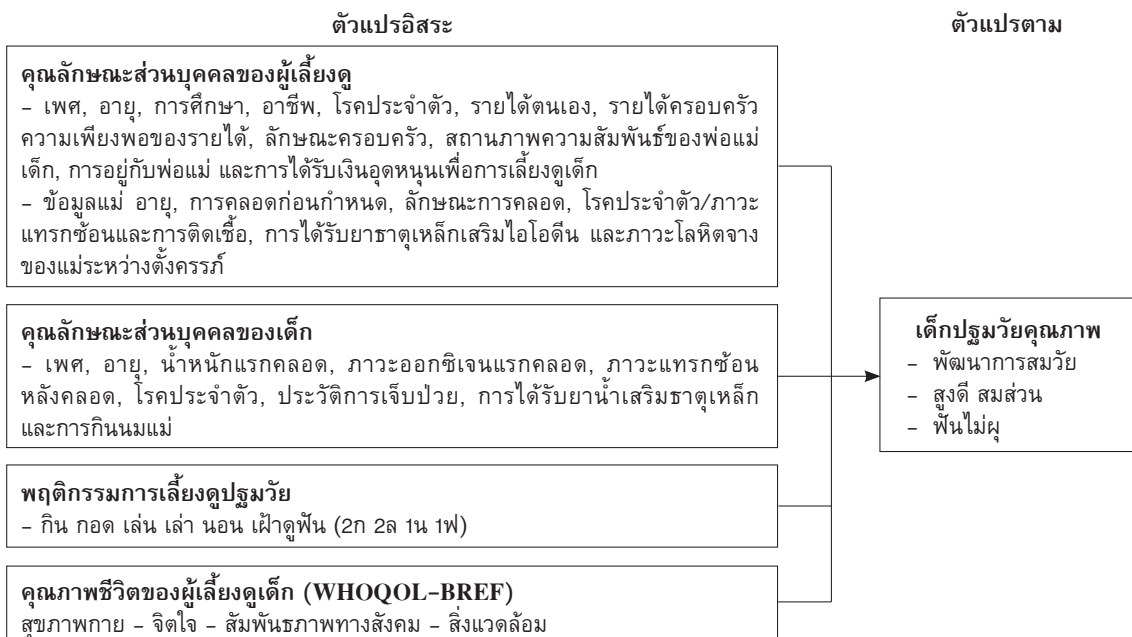 ตัวแปรอิสระ
ตัวแปรตาม
คุณลักษณะส่วนบุคคลของผู้เลี้ยงดู
– เพศ, อายุ, การศึกษา, อาชีพ, โรคประจำตัว, รายได้ตนเอง, รายได้ครอบครัว
ความเพียงพอของรายได้, ลักษณะครอบครัว, สถานภาพความสัมพันธ์ของพ่อแม่
เด็ก, การอยู่กับพ่อแม่ และการได้รับเงินอุดหนุนเพื่อการเลี้ยงดูเด็ก
– ข้อมูลแม่ อายุ, การคลอดก่อนกำหนด, ลักษณะการคลอด, โรคประจำตัว/ภาวะ
แทรกซ้อนและการติดเชื้อ, การได้รับยาธาตุเหล็กเสริมไอโอดีน และภาวะโลหิตจาง
ของแม่ระหว่างตั้งครรภ์
คุณลักษณะส่วนบุคคลของเด็ก
– เพศ, อายุ, น้ำหนักแรกคลอด, ภาวะออกซิเจนแรกคลอด, ภาวะแทรกซ้อน
หลังคลอด, โรคประจำตัว, ประวัติการเจ็บป่วย, การได้รับยาน้ำเสริมธาตุเหล็ก
และการกินนมแม่
พฤติกรรมการเลี้ยงดูปฐมวัย
– กิน กอด เล่น เล่า นอน เฝ้าดูฟัน (2ก 2ล 1น 1ฟ)
คุณภาพชีวิตของผู้เลี้ยงดูเด็ก (WHOQOL–BREF)
สุขภาพกาย – จิตใจ – สัมพันธภาพทางสังคม – สิ่งแวดล้อม
เด็กปฐมวัยคุณภาพ
– พัฒนาการสมวัย
– สูงดี สมส่วน
– ฟันไม่ผุ